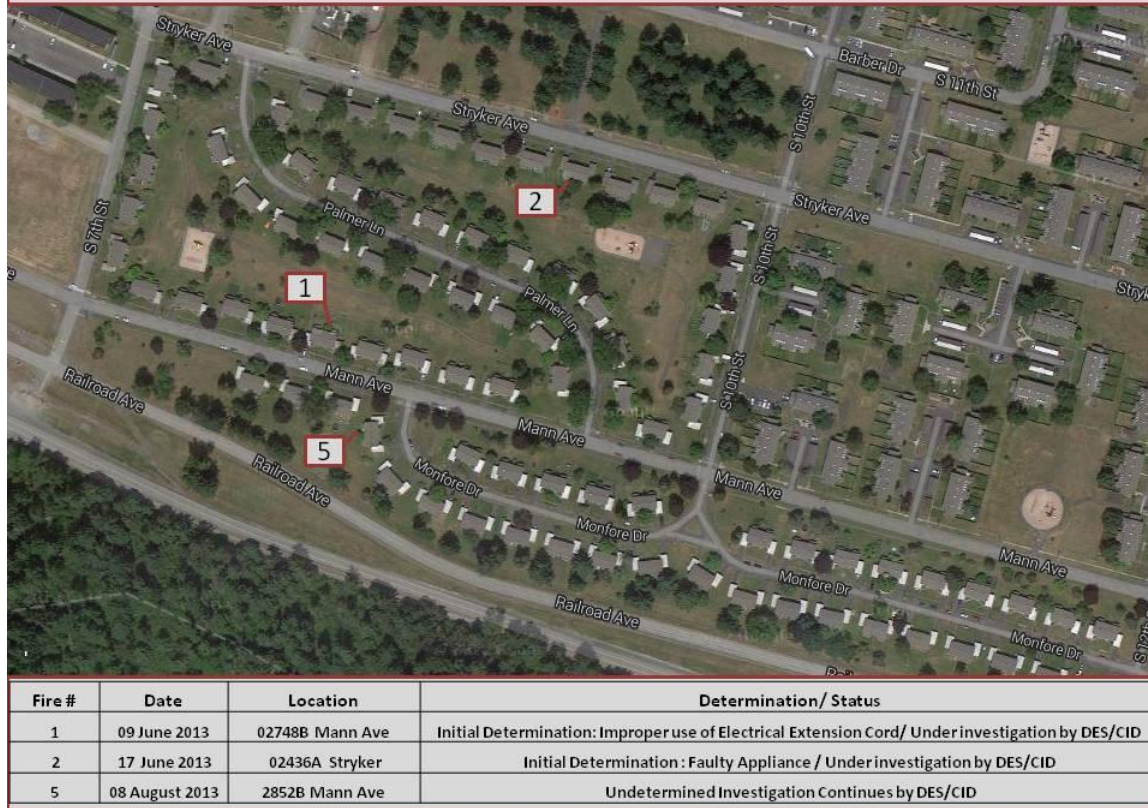 Stryker Ave
Barber Dr
S 11th St
Stryker Ave
S 10th St
2
Stryker Ave
S 7th St
Palmer Ln
S 10th St
1
Palmer Ln
Mann Ave
S 10th St
Railroad Ave
Mann Ave
5
Railroad Ave
Monfore Dr
Mann Ave
Monfore Dr
Mann Ave
Monfore Dr
Railroad Ave
Monfore Dr
Fire # Date Location Determination/ Status
1 09 June 2013 02748B Mann Ave Initial Determination: Improper use of Electrical Extension Cord/ Under investigation by DES/CID
2 17 June 2013 02436A Stryker Initial Determination : Faulty Appliance / Under investigation by DES/CID
5 08 August 2013 2852B Mann Ave Undetermined Investigation Continues by DES/CID